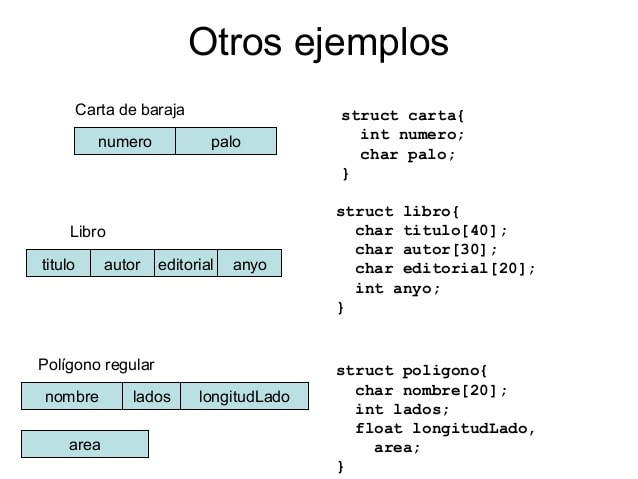 Otros ejemplos
Carta de baraja
numero palo
struct carta{
int numero;
char palo;
}
Libro
titulo autor editorial anyo
struct libro{
char titulo[40];
char autor[30];
char editorial[20];
int anyo;
}
Polígono regular
nombre lados longitudLado
area
struct poligono{
char nombre[20];
int lados;
float longitudLado,
area;
}